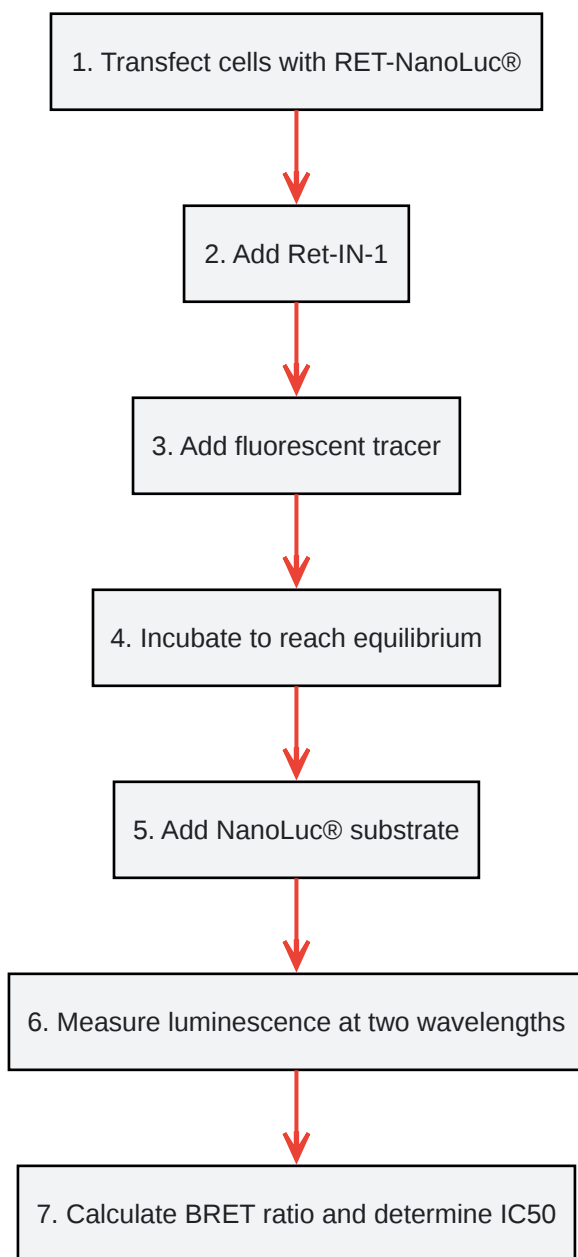 1. Transfect cells with RET-NanoLuc®
2. Add Ret-IN-1
3. Add fluorescent tracer
4. Incubate to reach equilibrium
5. Add NanoLuc® substrate
6. Measure luminescence at two wavelengths
7. Calculate BRET ratio and determine IC50